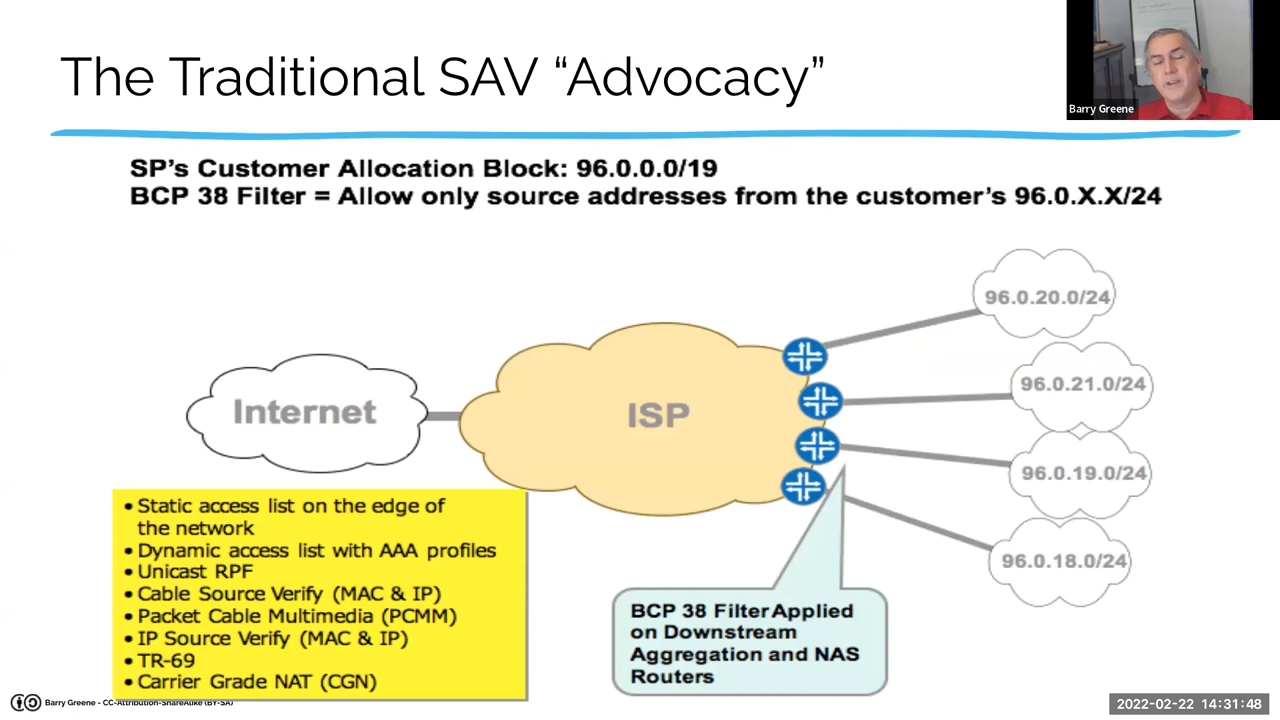 The Traditional SAV “Advocacy”
Barry Greene
SP’s Customer Allocation Block: 96.0.0.0/19
BCP 38 Filter = Allow only source addresses from the customer’s 96.0.X.X/24
96.0.20.0/24
96.0.21.0/24
Internet
ISP
96.0.19.0/24
96.0.18.0/24
• Static access list on the edge of
the network
• Dynamic access list with AAA profiles
• Unicast RPF
• Cable Source Verify (MAC & IP)
• Packet Cable Multimedia (PCMM)
• IP Source Verify (MAC & IP)
• TR-69
• Carrier Grade NAT (CGN)
BCP 38 Filter Applied
on Downstream
Aggregation and NAS
Routers
Barry Greene - CC-Attribution-ShareAlike (BY-SA)
2022-02-22 14:31:48